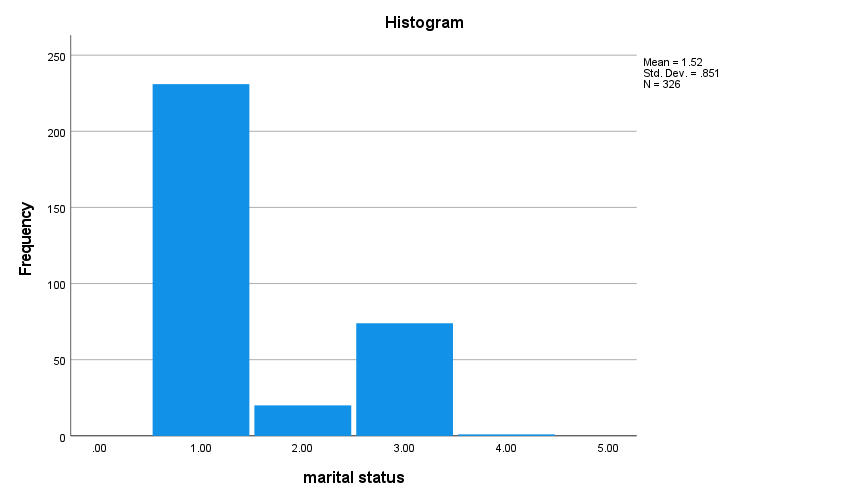 Histogram
Mean = 1.52
Std. Dev. = .851
N = 326
250
200
150
100
50
0
Frequency
.00
1.00
2.00
3.00
4.00
5.00
marital status